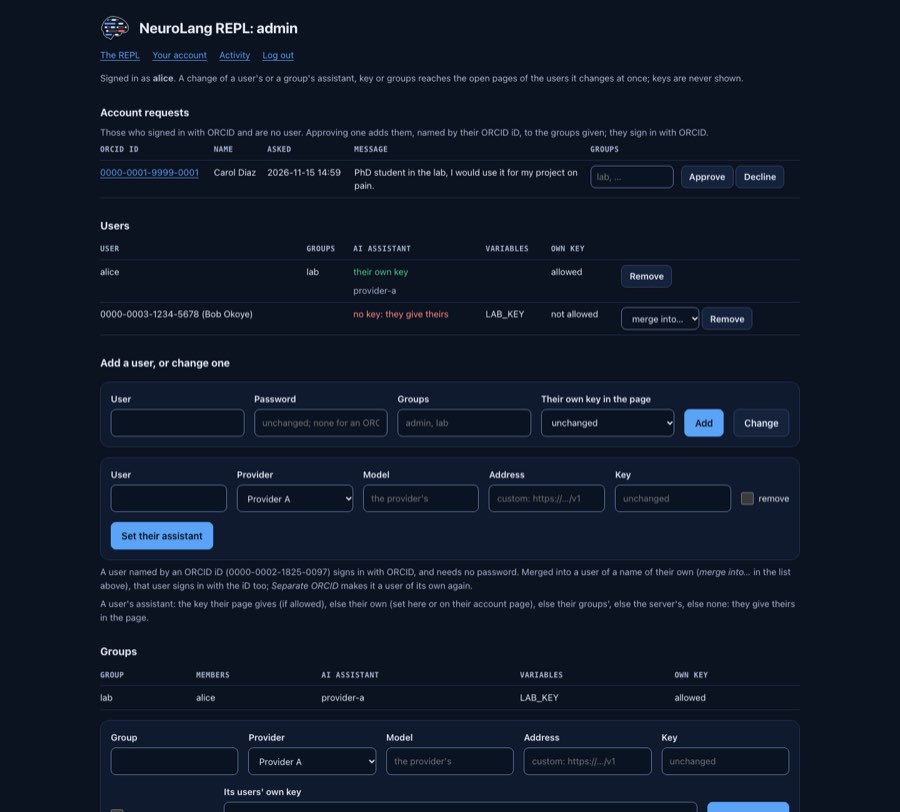 NeuroLang REPL: admin
The REPL Your account Activity Log out
Signed in as alice. A change of a user's or a group's assistant, key or groups reaches the open pages of the users it changes at once; keys are never shown.
Account requests
Those who signed in with ORCID and are no user. Approving one adds them, named by their ORCID iD, to the groups given; they sign in with ORCID.
ORCID ID NAME ASKED MESSAGE GROUPS
0000-0001-9999-0001 Carol Diaz 2026-11-15 14:59 PhD student in the lab, I would use it for my project on lab, ... Approve Decline
pain.
Users
USER GROUPS AI ASSISTANT VARIABLES OWN KEY
alice lab their own key allowed Remove
provider-a
0000-0003-1234-5678 (Bob Okoye) no key: they give theirs LAB_KEY not allowed merge into... Remove
Add a user, or change one
User Password Groups Their own key in the page
unchanged; none for an ORC admin, lab unchanged Add Change
User Provider Model Address Key
Provider A the provider's custom: https://.../v1 unchanged remove
Set their assistant
A user named by an ORCID iD (0000-0002-1825-0097) signs in with ORCID, and needs no password. Merged into a user of a name of their own (merge into... in the list
above), that user signs in with the iD too; Separate ORCID makes it a user of its own again.
A user's assistant: the key their page gives (if allowed), else their own (set here or on their account page), else their groups', else the server's, else none: they give theirs
in the page.
Groups
GROUP MEMBERS AI ASSISTANT VARIABLES OWN KEY
lab alice provider-a LAB_KEY allowed
Group Provider Model Address Key
Provider A the provider's custom: https://.../v1 unchanged
Its users' own key